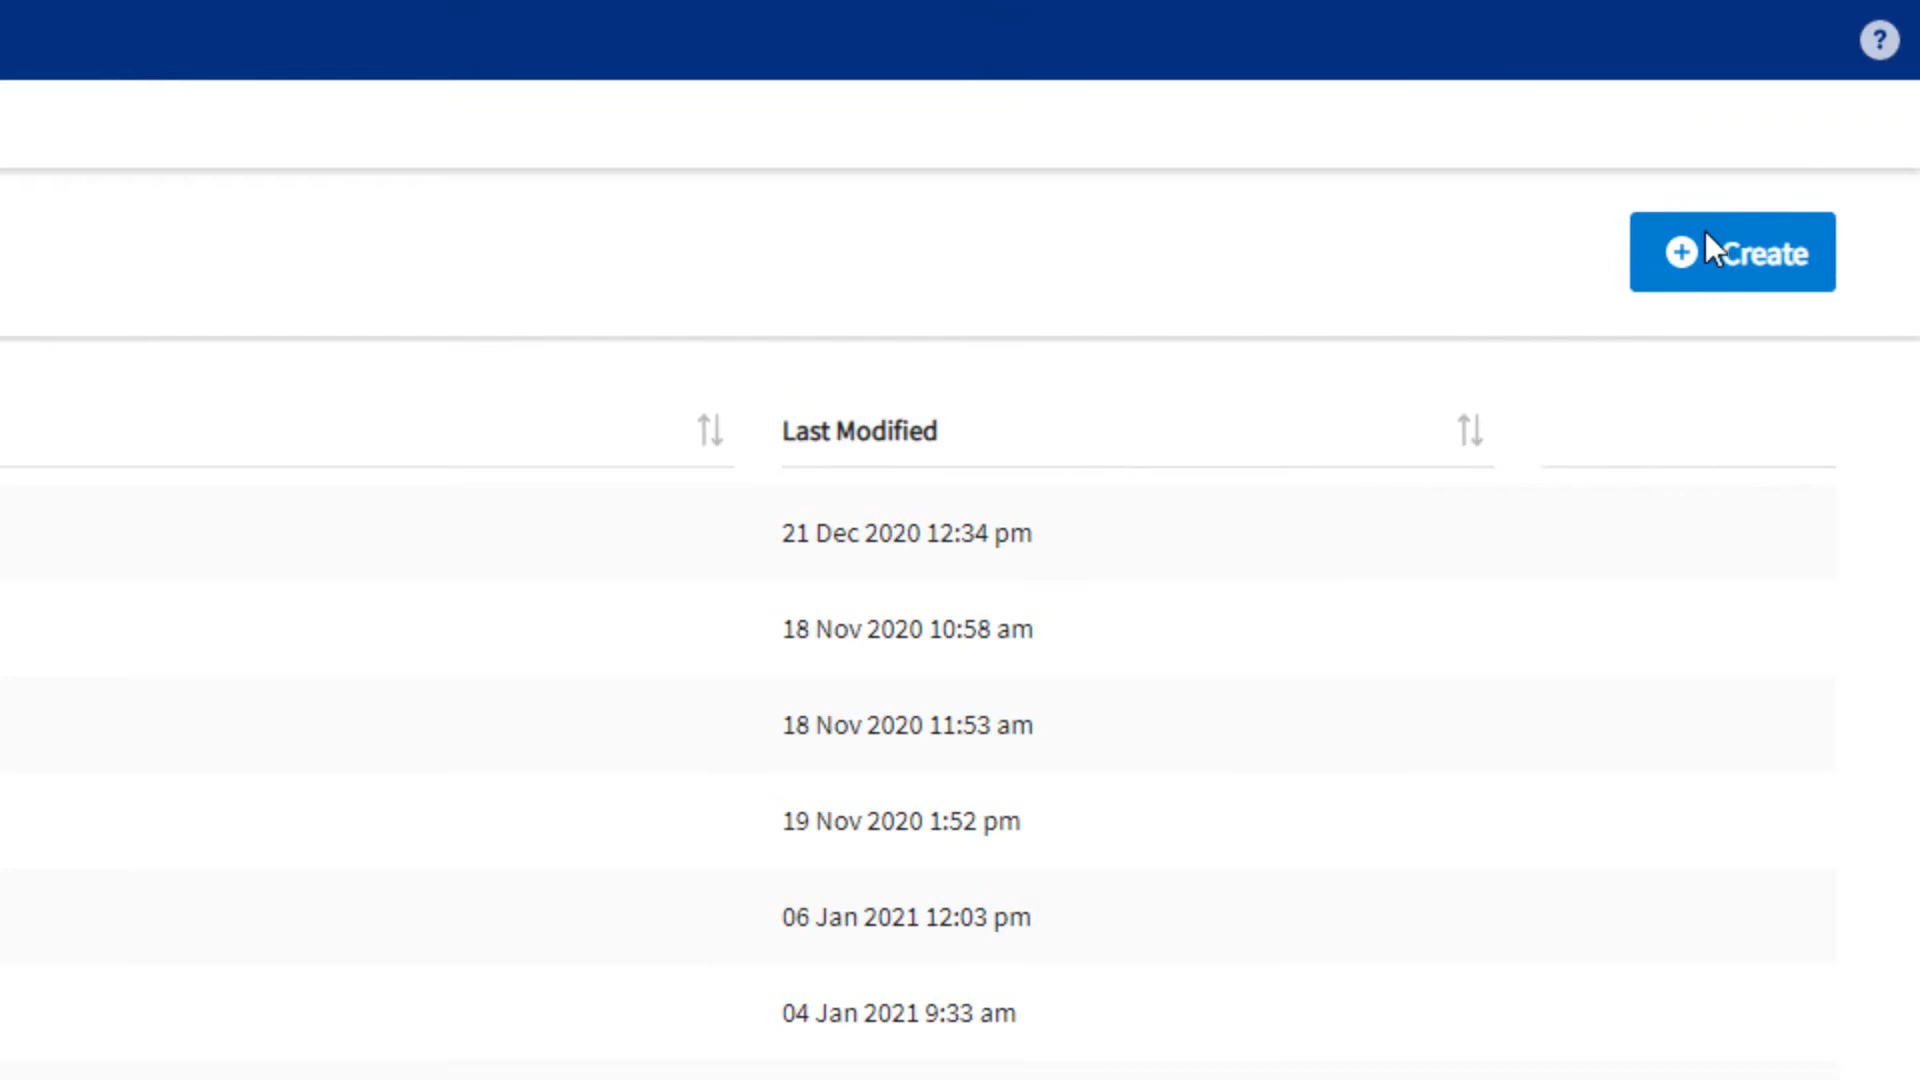 ?
Create
Last Modified
21 Dec 2020 12:34 pm
18 Nov 2020 10:58 am
18 Nov 2020 11:53 am
19 Nov 2020 1:52 pm
06 Jan 2021 12:03 pm
04 Jan 2021 9:33 am